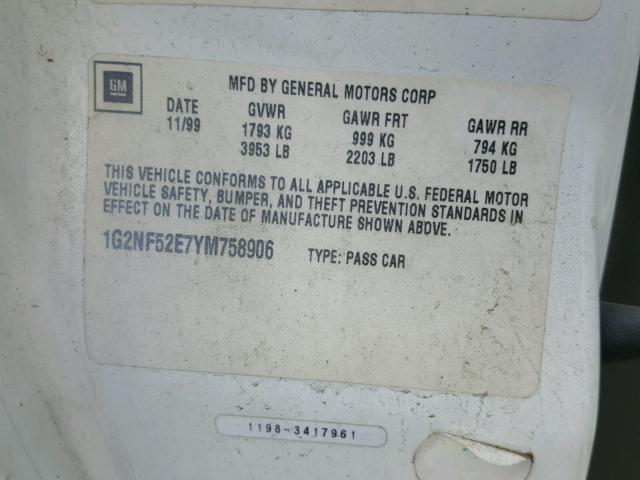 GM
MFD BY GENERAL MOTORS CORP
DATE GVWR GAWR FRT GAWR RR
11/99 1793 KG 999 KG 794 KG
3953 LB 2203 LB 1750 LB
THIS VEHICLE CONFORMS TO ALL APPLICABLE U.S. FEDERAL MOTOR
VEHICLE SAFETY, BUMPER, AND THEFT PREVENTION STANDARDS IN
EFFECT ON THE DATE OF MANUFACTURE SHOWN ABOVE.
1G2NF52E7YM758906 TYPE: PASS CAR
1198-3417961